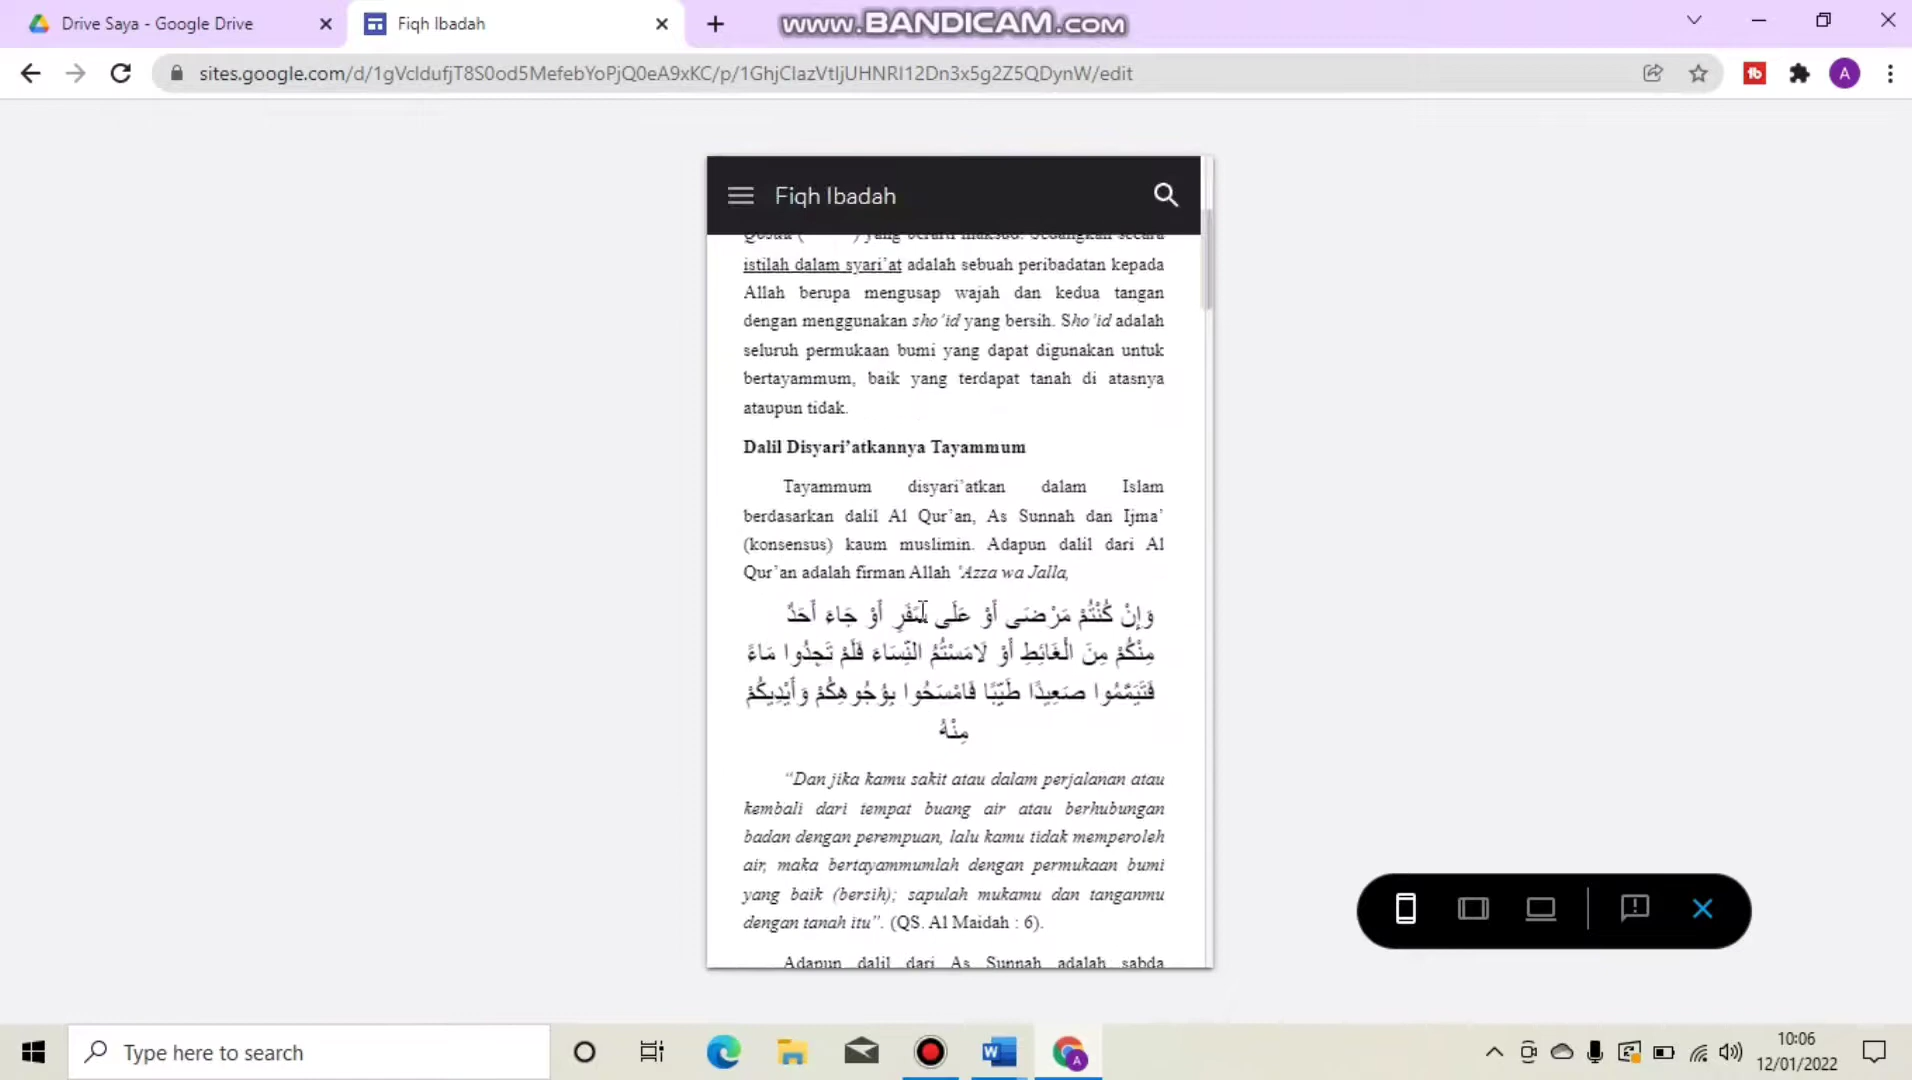 Drive Saya - Google Drive
Fiqh Ibadah
www.BANDICAM.com
sites.google.com/d/1gVcldufjT8S0od5MefebYoPjQ0eA9xKC/p/1GhjClazVtIjUHNRI12Dn3x5g2Z5QDynW/edit
A
Fiqh Ibadah
yang berarti maksud. Sedangkan secara
istilah dalam syari’at adalah sebuah peribadatan kepada
Allah berupa mengusap wajah dan kedua tangan
dengan menggunakan sho’id yang bersih. Sho’id adalah
seluruh permukaan bumi yang dapat digunakan untuk
bertayammum, baik yang terdapat tanah di atasnya
ataupun tidak.
Dalil Disyari’atkannya Tayammum
Tayammum disyari’atkan dalam Islam
berdasarkan dalil Al Qur’an, As Sunnah dan Ijma’
(konsensus) kaum muslimin. Adapun dalil dari Al
Qur’an adalah firman Allah ’Azza wa Jalla,
وَإِنْ كُنْتُمْ مَرْضَى أَوْ عَلَى سَفَرٍ أَوْ جَاءَ أَحَدٌ
مِنْكُمْ مِنَ الْغَائِطِ أَوْ لَامَسْتُمُ النِّسَاءَ فَلَمْ تَجِدُوا مَاءً
فَتَيَمَّمُوا صَعِيدًا طَيِّبًا فَامْسَحُوا بِوُجُوهِكُمْ وَأَيْدِيكُمْ
مِنْهُ
“Dan jika kamu sakit atau dalam perjalanan atau
kembali dari tempat buang air atau berhubungan
badan dengan perempuan, lalu kamu tidak memperoleh
air, maka bertayammumlah dengan permukaan bumi
yang baik (bersih); sapulah mukamu dan tanganmu
dengan tanah itu”. (QS. Al Maidah : 6).
Adapun dalil dari As Sunnah adalah sabda
Type here to search
10:06
12/01/2022